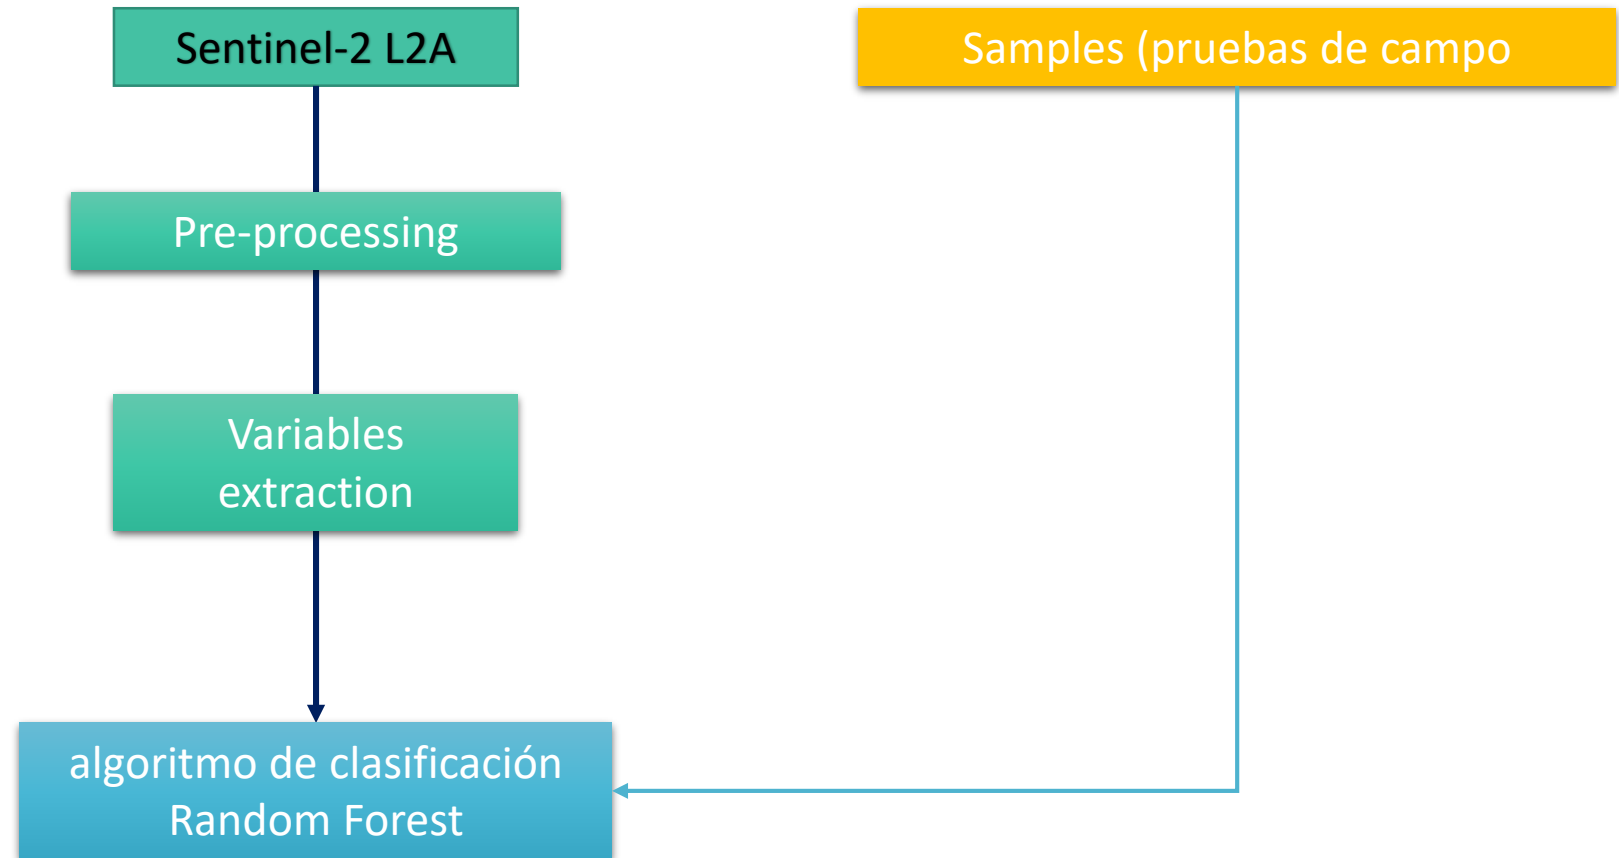 Sentinel-2 L2A
Samples (pruebas de campo
Pre-processing
Variables
extraction
algoritmo de clasificación
Random Forest